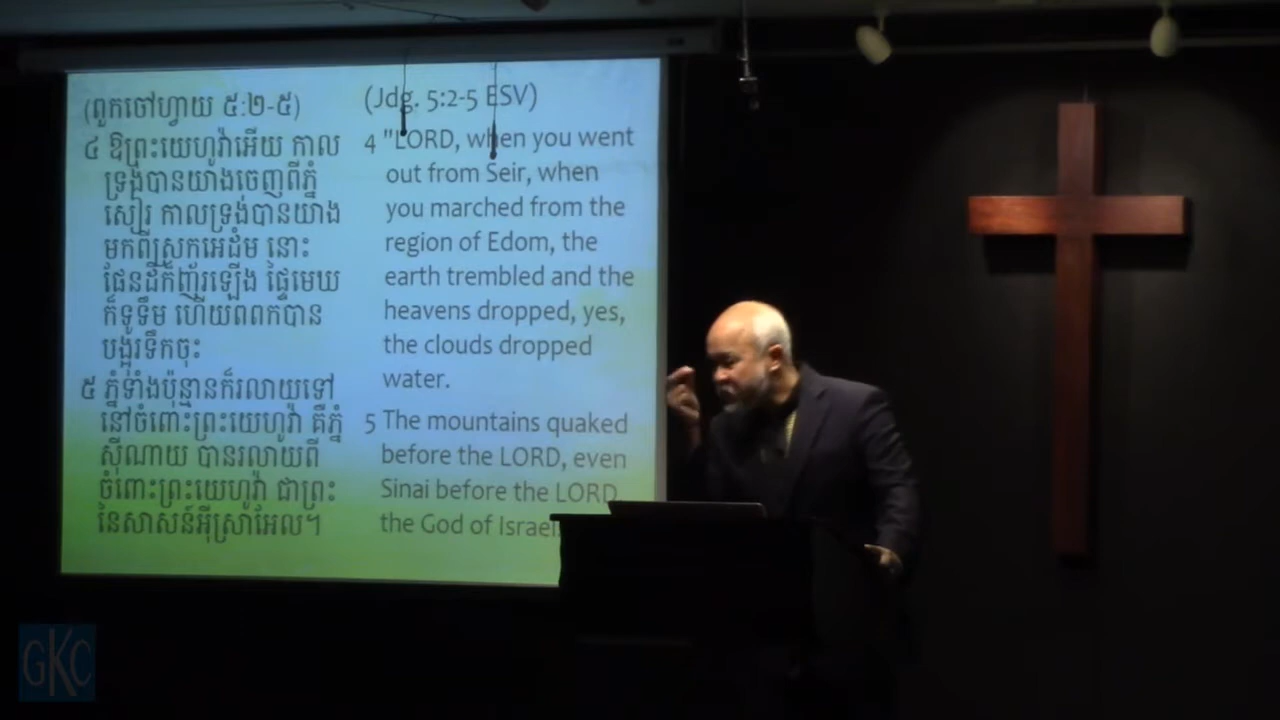 (ពួកចៅហ្វាយ ៥:២-៥)
៤ ឱព្រះយេហូវ៉ាអើយ កាល
ទ្រង់បានយាងចេញពីភ្នំ
សៀរ កាលទ្រង់បានយាង
មកពីស្រុកអេដំម នោះ
ផែនដីក៏ញ័រឡើង ផ្ទៃមេឃ
ក៏ទូទឹម ហើយពពកបាន
បង្អុរទឹកចុះ
៥ ភ្នំទាំងប៉ុន្មានក៏រលាយទៅ
នៅចំពោះព្រះយេហូវ៉ា គឺភ្នំ
ស៊ីណាយ បានរលាយពី
ចំពោះព្រះយេហូវ៉ា ជាព្រះ
នៃសាសន៍អ៊ីស្រាអែល។
(Jdg. 5:2-5 ESV)
4 "LORD, when you went
out from Seir, when
you marched from the
region of Edom, the
earth trembled and the
heavens dropped, yes,
the clouds dropped
water.
5 The mountains quaked
before the LORD, even
Sinai before the LORD
the God of Israel.
GKC